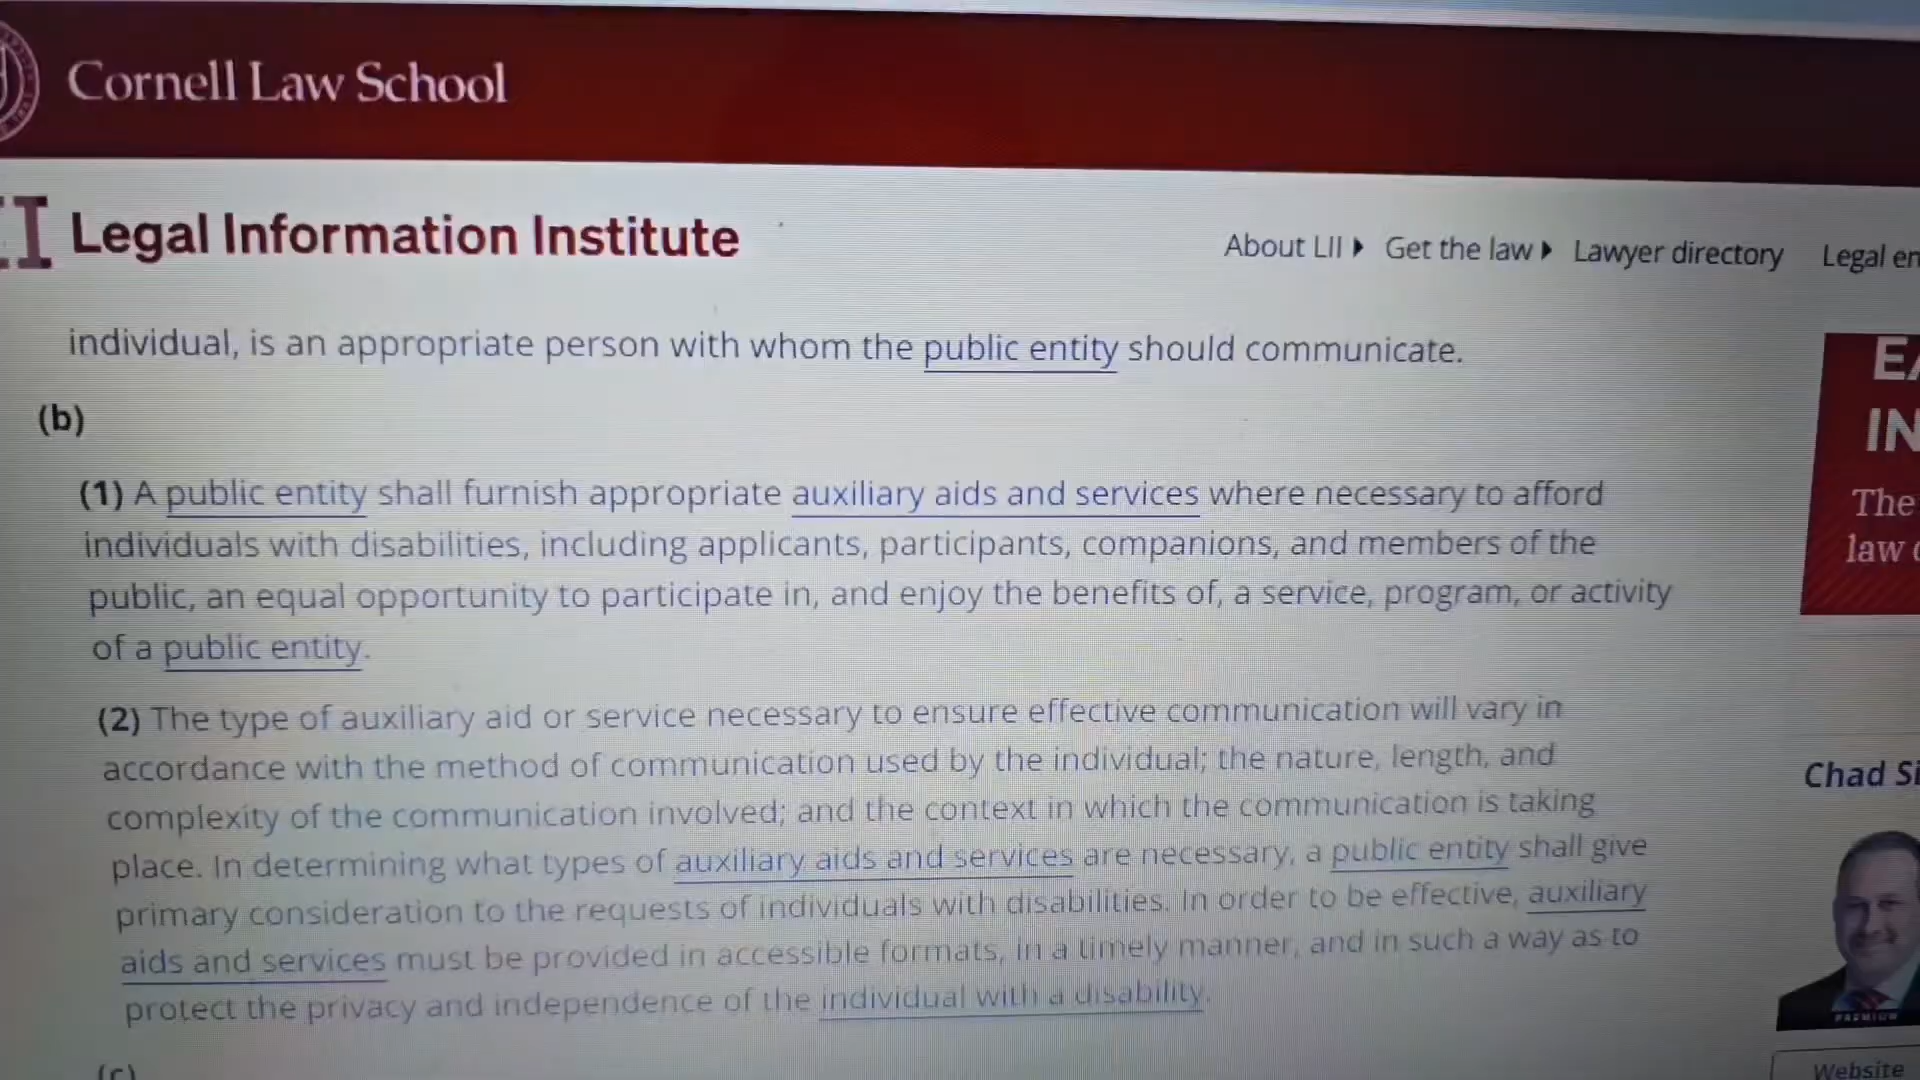 Cornell Law School
Legal Information Institute
About LII Get the law Lawyer directory Legal
individual, is an appropriate person with whom the public entity should communicate.
(b)
(1) A public entity shall furnish appropriate auxiliary aids and services where necessary to afford
individuals with disabilities, including applicants, participants, companions, and members of the
public, an equal opportunity to participate in, and enjoy the benefits of, a service, program, or activity
of a public entity.
(2) The type of auxiliary aid or service necessary to ensure effective communication will vary in
accordance with the method of communication used by the individual; the nature, length, and
complexity of the communication involved; and the context in which the communication is taking
place. In determining what types of auxiliary aids and services are necessary, a public entity shall give
primary consideration to the requests of individuals with disabilities. In order to be effective, auxiliary
aids and services must be provided in accessible formats, in a timely manner, and in such a way as to
protect the privacy and independence of the individual with a disability.
(c)
The
law
Chad
PREMIUM
Website